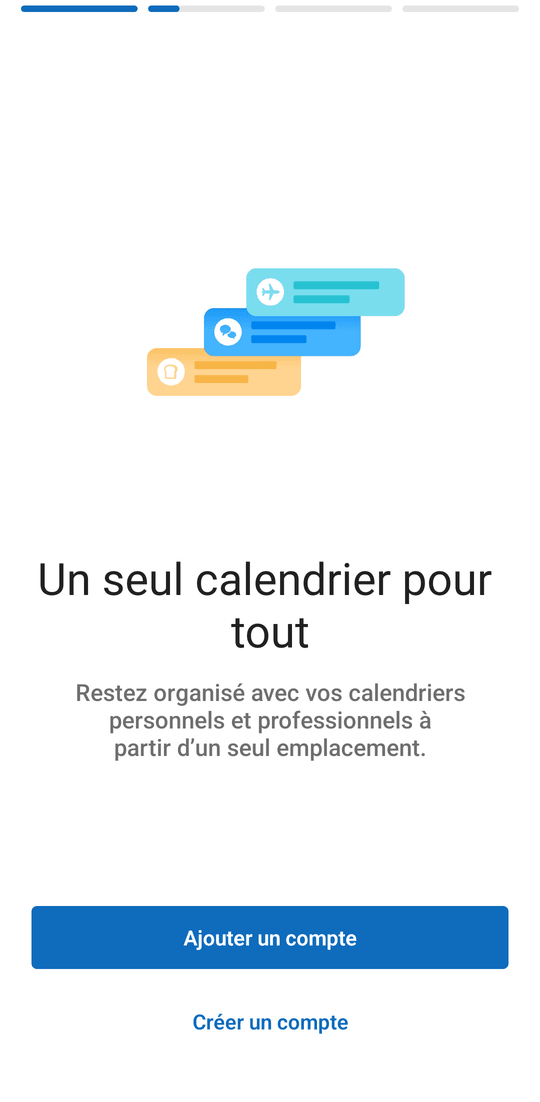 Un seul calendrier pour
tout
Restez organisé avec vos calendriers
personnels et professionnels à
partir d’un seul emplacement.
Ajouter un compte
Créer un compte